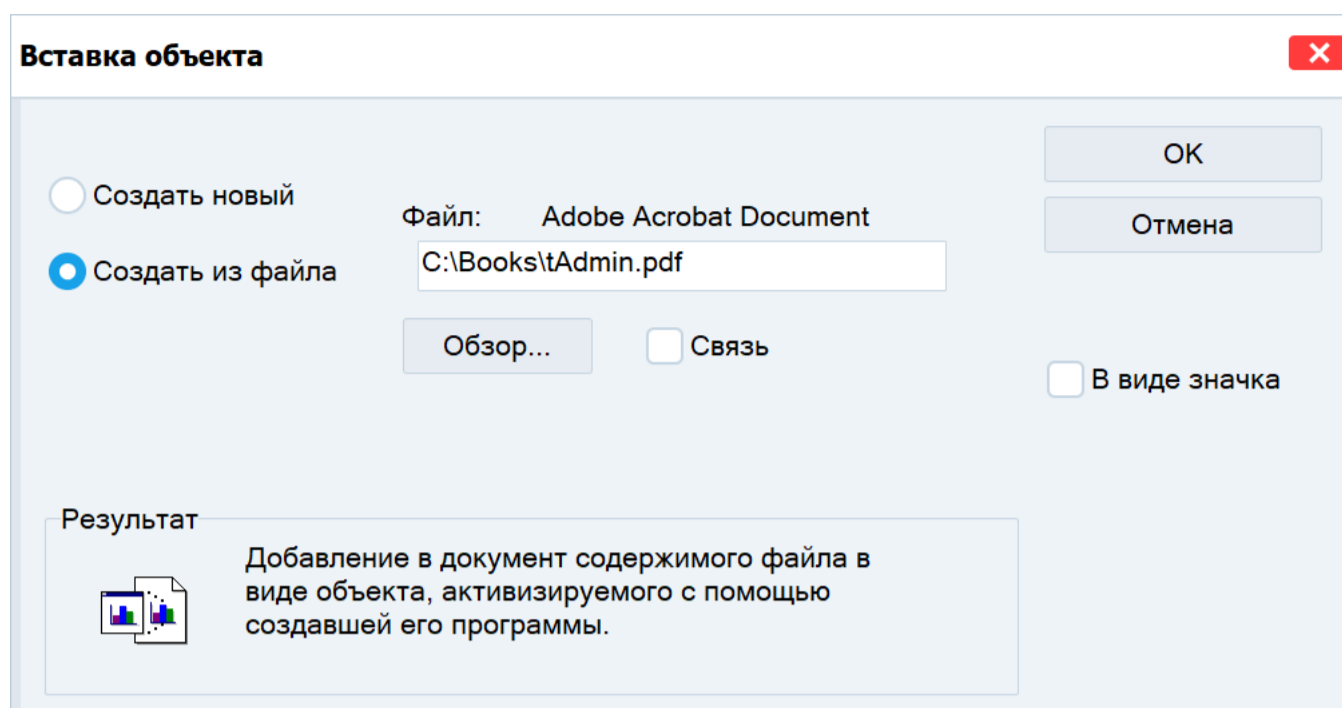 Вставка объекта
OK
Создать новый
Файл: Adobe Acrobat Document
Отмена
Создать из файла
C:\Books\tAdmin.pdf
Обзор...
Связь
В виде значка
Результат
Добавление в документ содержимого файла в
виде объекта, активизируемого с помощью
создавшей его программы.